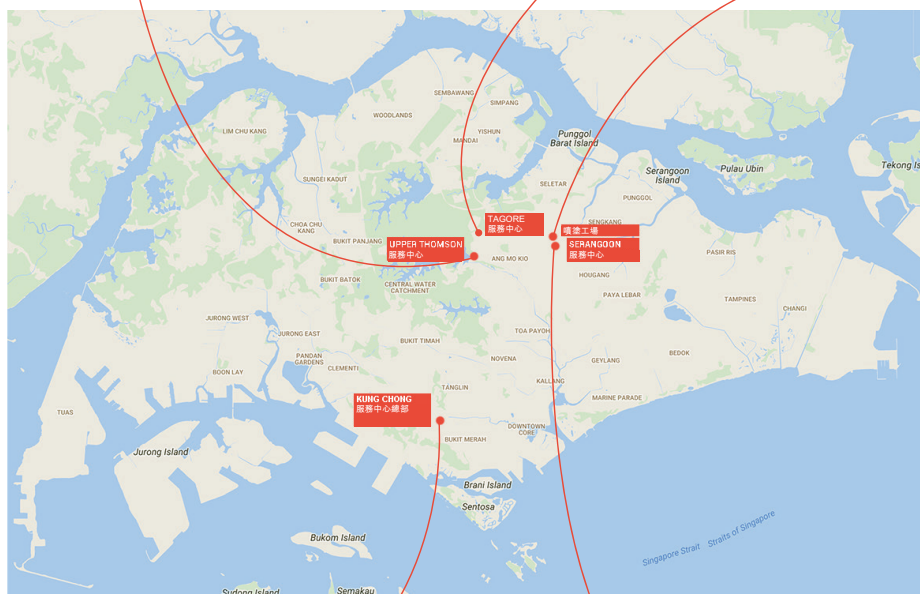 SEMBAWANG
SIMPANG
WOODLANDS
LIM CHU KANG
YISHUN
MANDAI
Punggol
Barat Island
Pulau Ubin
Tekong Is
Serangoon
Island
SUNGEI KADUT
SELETAR
PUNGGOL
TAGORE
服務中心
SENGKANG
CHOA CHU
KANG
噴塗工場
BUKIT PANJANG
UPPER THOMSON
服務中心
SERANGOON
服務中心
PASIR RIS
ANG MO KIO
HOUGANG
BUKIT BATOK
CENTRAL WATER
CATCHMENT
PAYA LEBAR
TAMPINES
CHANGI
JURONG WEST
JURONG EAST
TOA PAYOH
BUKIT TIMAH
PANDAN
GARDENS
NOVENA
GEYLANG
BEDOK
CLEMENTI
BOON LAY
KALLANG
TANGLIN
MARINE PARADE
KUNG CHONG
服務中心總部
TUAS
DOWNTOWN
CORE
BUKIT MERAH
Jurong Island
Brani Island
Sentosa
Bukom Island
Singapore Strait
Straits of Singapore
Sudong Island
Semakau